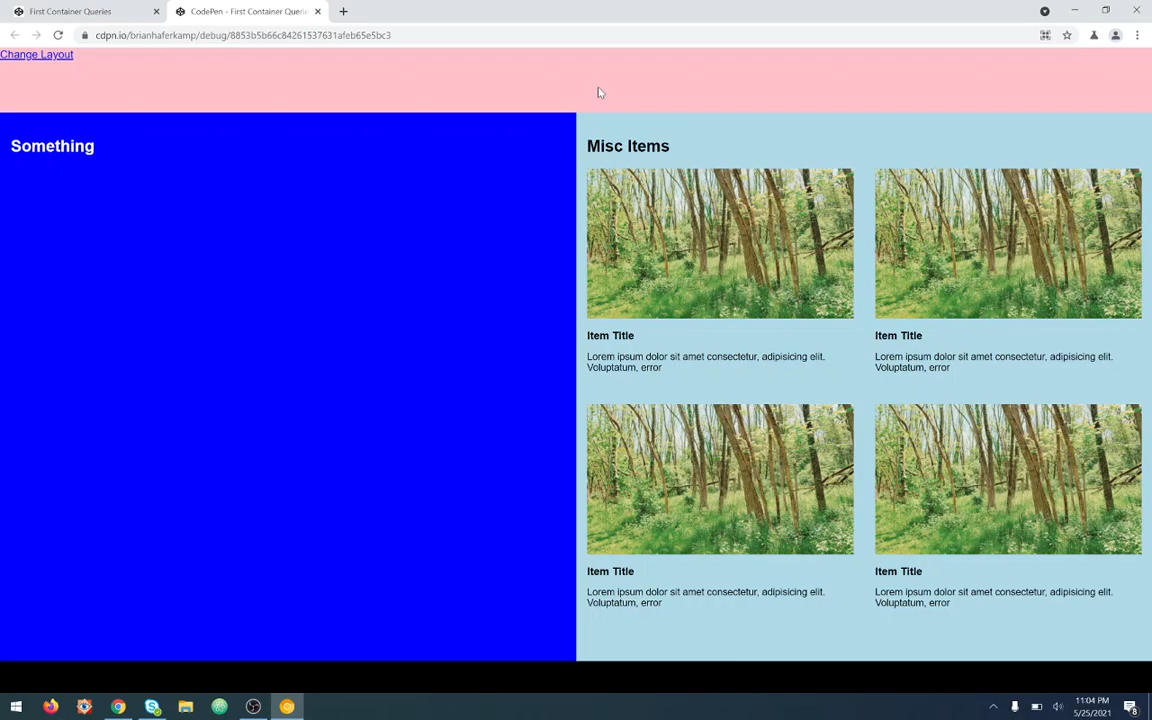 First Container Queries
CodePen - First Container Querie
cdpn.io/brianhaferkamp/debug/8853b5b66c84261537631afeb65e5bc3
Change Layout
Something
Misc Items
Item Title
Lorem ipsum dolor sit amet consectetur, adipisicing elit.
Voluptatum, error
Item Title
Lorem ipsum dolor sit amet consectetur, adipisicing elit.
Voluptatum, error
Item Title
Lorem ipsum dolor sit amet consectetur, adipisicing elit.
Voluptatum, error
Item Title
Lorem ipsum dolor sit amet consectetur, adipisicing elit.
Voluptatum, error
11:04 PM
5/25/2021
8